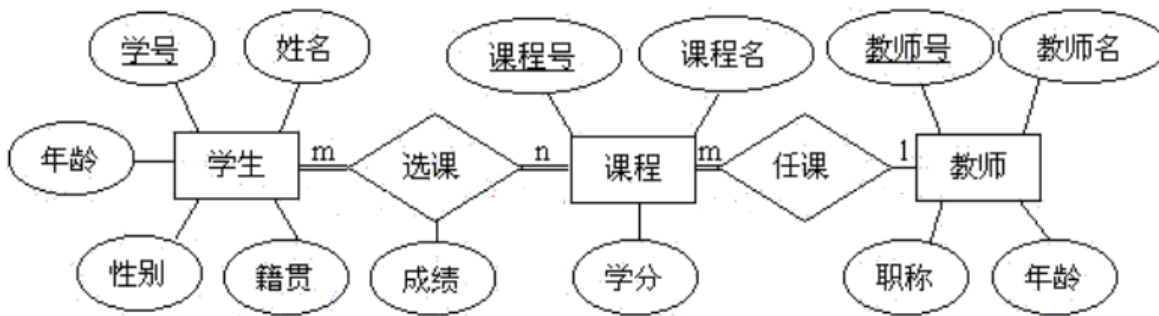 学号
姓名
课程号
课程名
教师号
教师名
年龄
学生
m
选课
n
课程
m
任课
1
教师
性别
籍贯
成绩
学分
职称
年龄